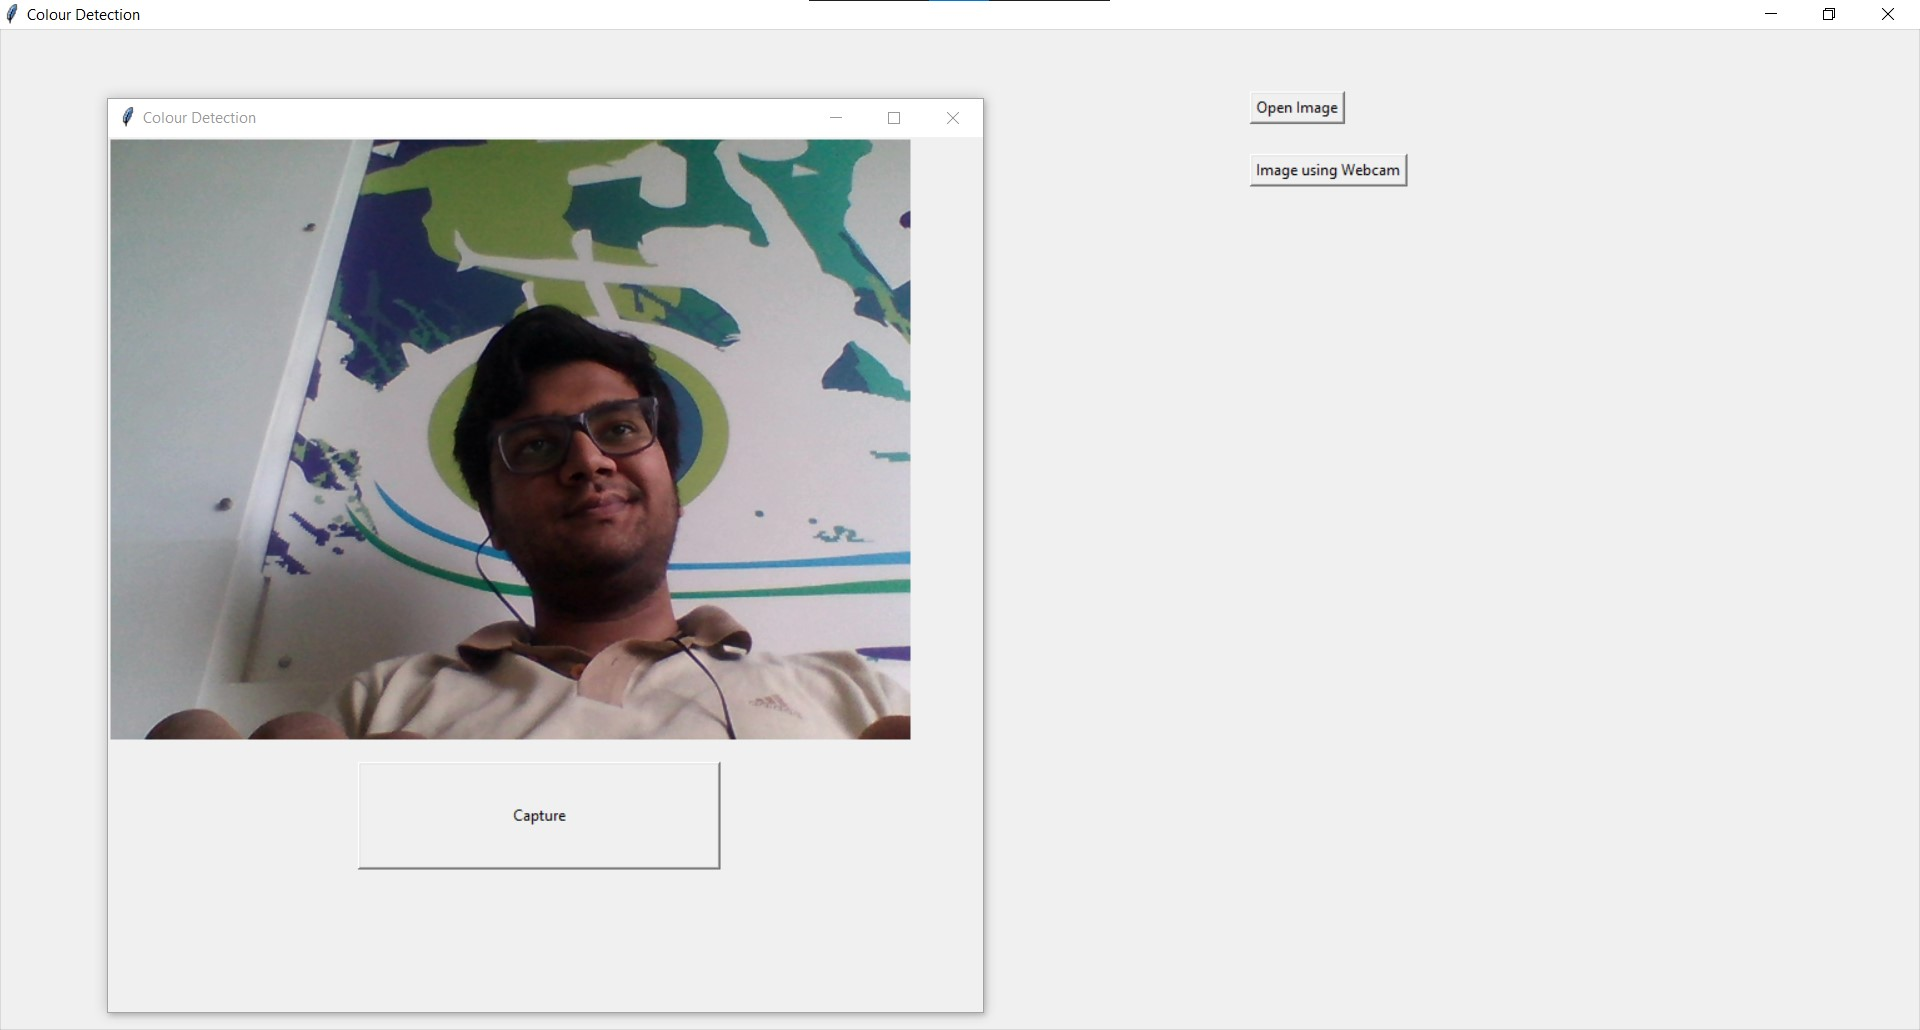 Colour Detection
Colour Detection
Open Image
Image using Webcam
Capture